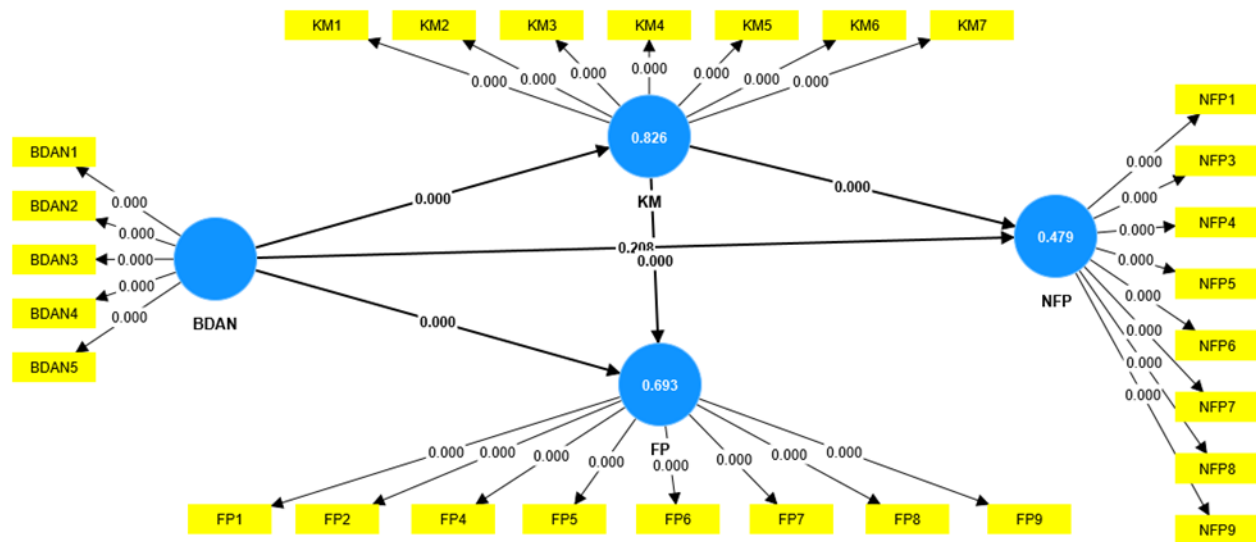 KM1 KM2 KM3 KM4 KM5 KM6 KM7
0.000 0.000 0.000 0.000 0.000 0.000 0.000
0.826
KM
BDAN1
BDAN2
BDAN3
BDAN4
BDAN5
0.000
0.000
0.000
0.000
0.000
BDAN
0.000
0.000
0.208
0.000
0.000
NFP1
NFP3
NFP4
NFP5
NFP6
NFP7
NFP8
NFP9
0.000
0.000
0.000
0.000
0.000
0.000
0.000
0.000
0.479
NFP
0.693
FP
0.000 0.000 0.000 0.000 0.000 0.000 0.000 0.000
FP1 FP2 FP4 FP5 FP6 FP7 FP8 FP9